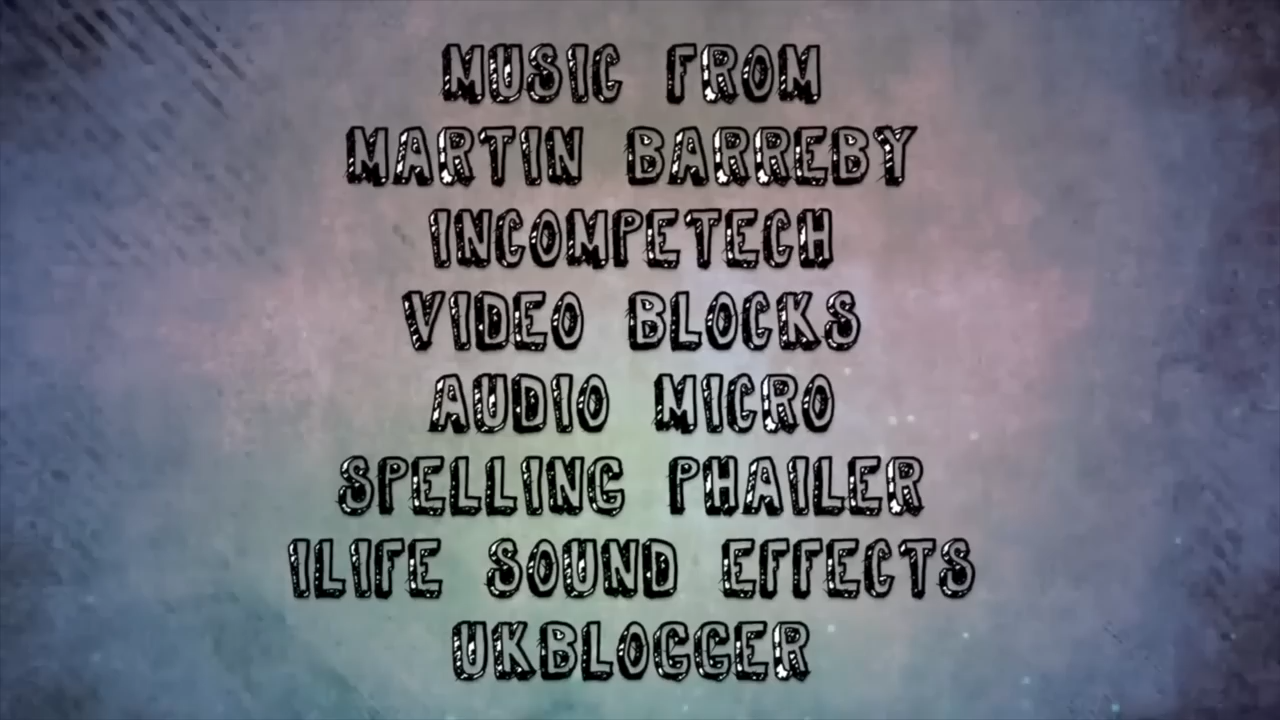 MUSIC FROM
MARTIN BARREBY
INCOMPETECH
VIDEO BLOCKS
AUDIO MICRO
SPELLING PHAILER
ILIFE SOUND EFFECTS
UKBLOGGER